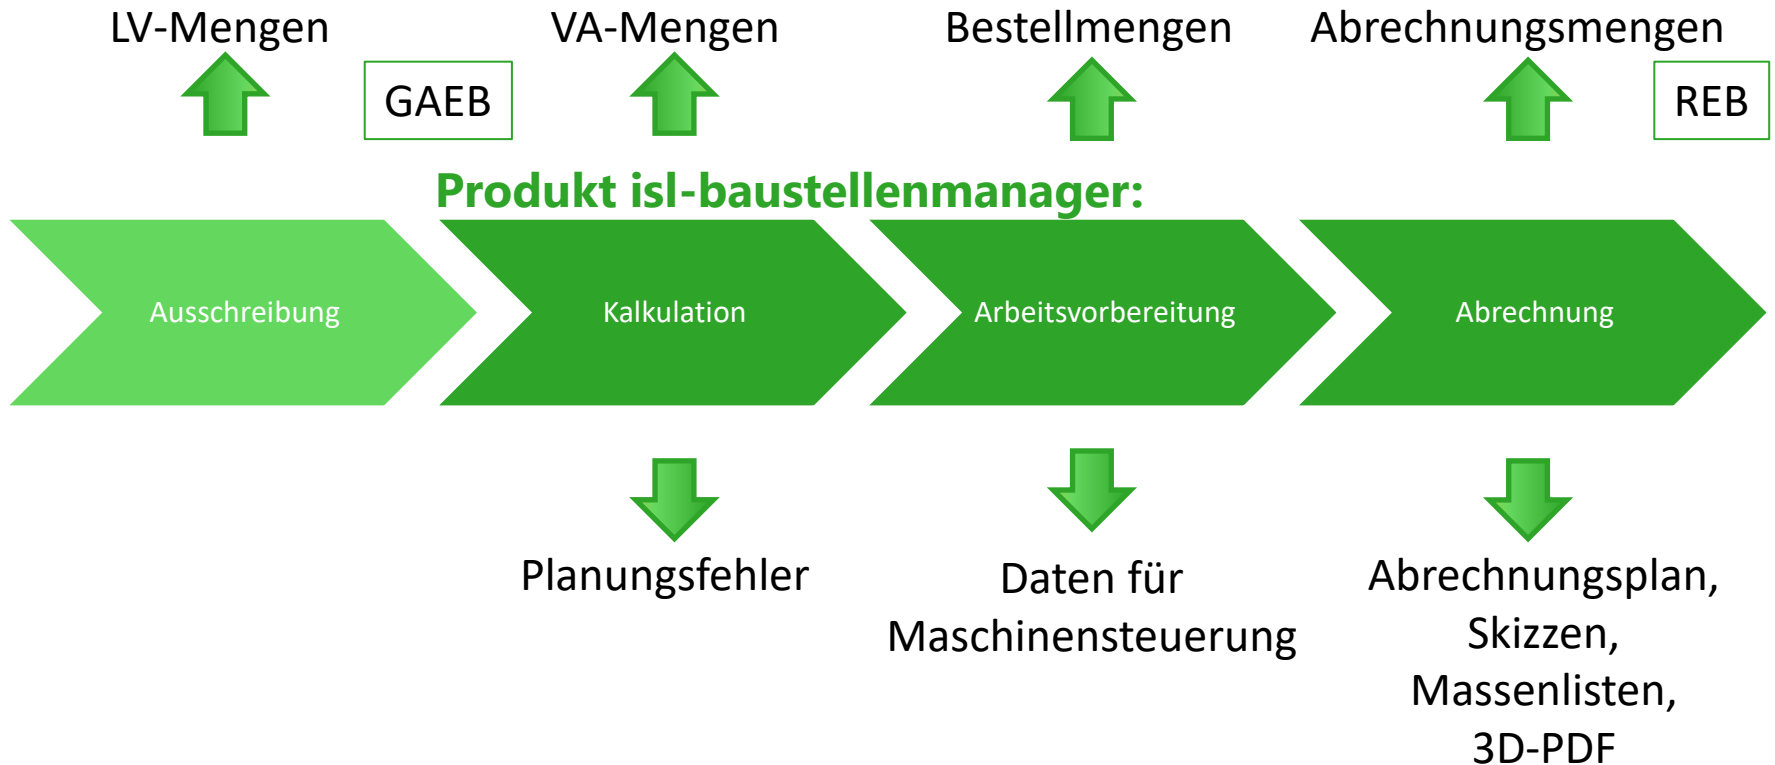 LV-Mengen
VA-Mengen
Bestellmengen
Abrechnungsmengen
GAEB
REB
Produkt isl-baustellenmanager:
Ausschreibung
Kalkulation
Arbeitsvorbereitung
Abrechnung
Planungsfehler
Daten für
Maschinensteuerung
Abrechnungsplan,
Skizzen,
Massenlisten,
3D-PDF